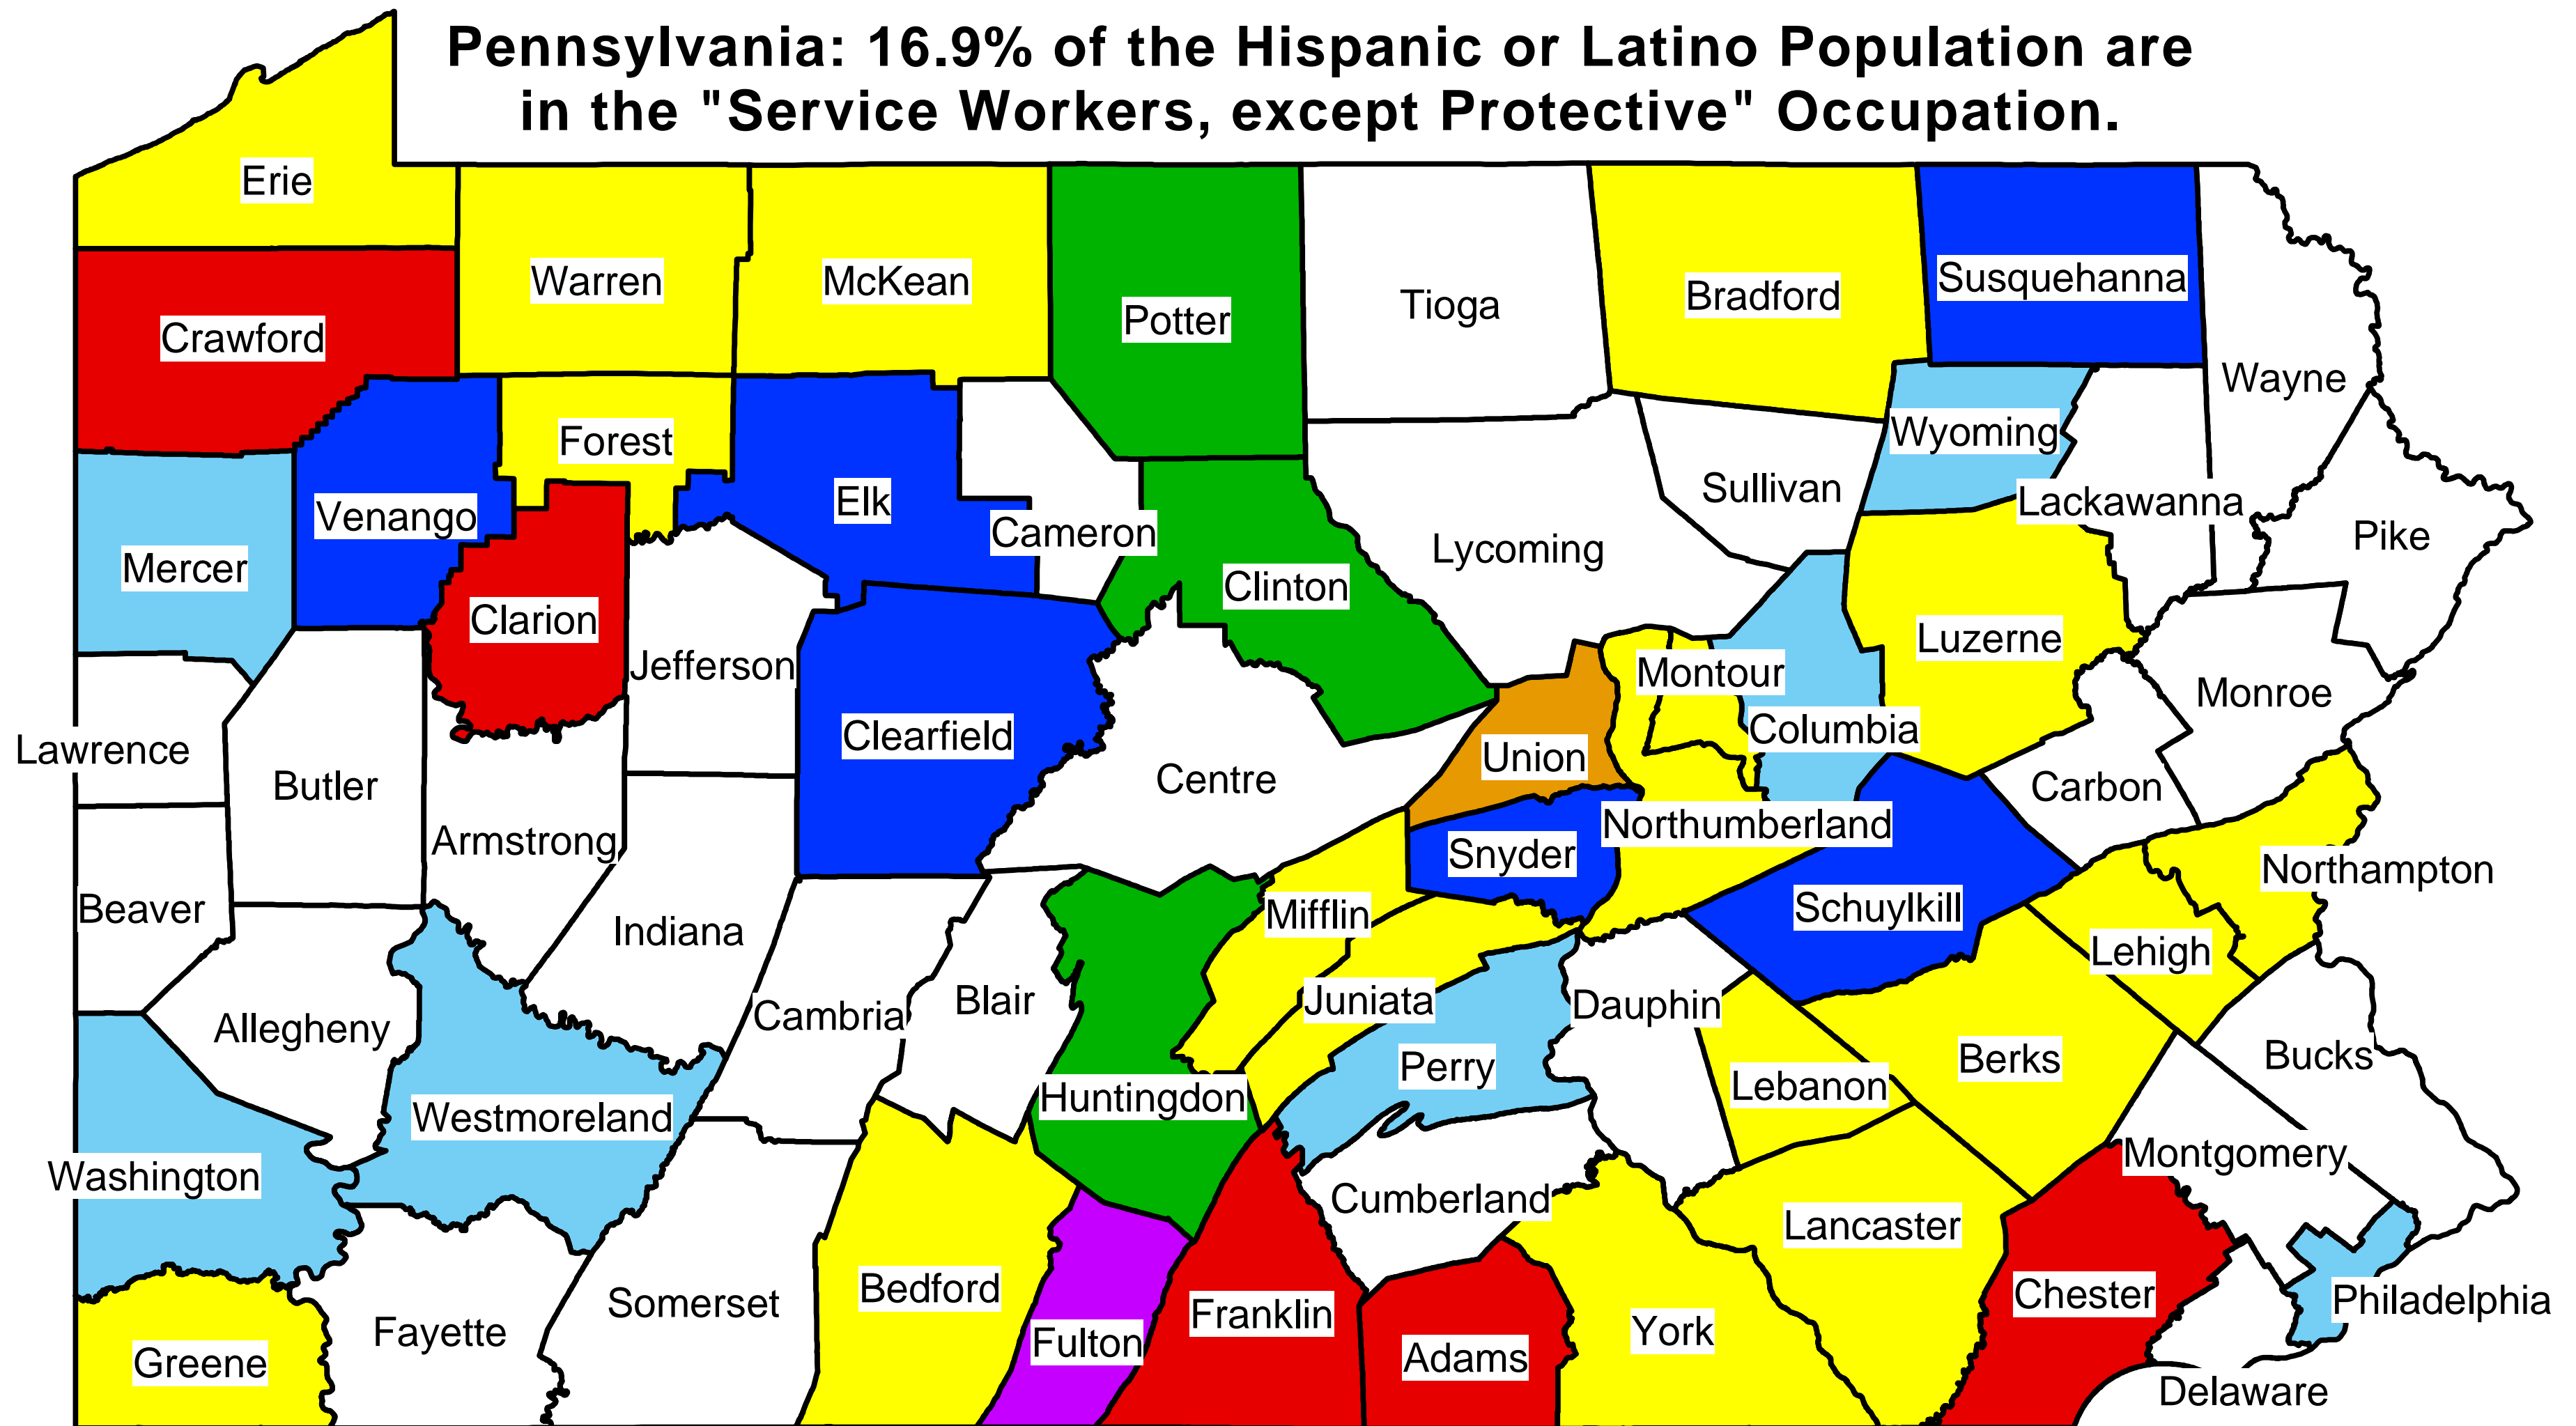 Pennsylvania: 16.9% of the Hispanic or Latino Population are
in the "Service Workers, except Protective" Occupation.
Erie
Warren
McKean
Potter
Tioga
Bradford
Susquehanna
Crawford
Wayne
Forest
Wyoming
Venango
Elk
Cameron
Sullivan
Lackawanna
Mercer
Lycoming
Pike
Clarion
Clinton
Jefferson
Montour
Luzerne
Monroe
Lawrence
Clearfield
Columbia
Butler
Centre
Union
Carbon
Armstrong
Snyder
Northumberland
Northampton
Beaver
Indiana
Mifflin
Schuylkill
Lehigh
Allegheny
Cambria
Blair
Juniata
Dauphin
Westmoreland
Huntingdon
Perry
Lebanon
Berks
Bucks
Washington
Cumberland
Montgomery
Lancaster
Somerset
Bedford
Franklin
Chester
Philadelphia
Greene
Fayette
Fulton
Adams
York
Delaware